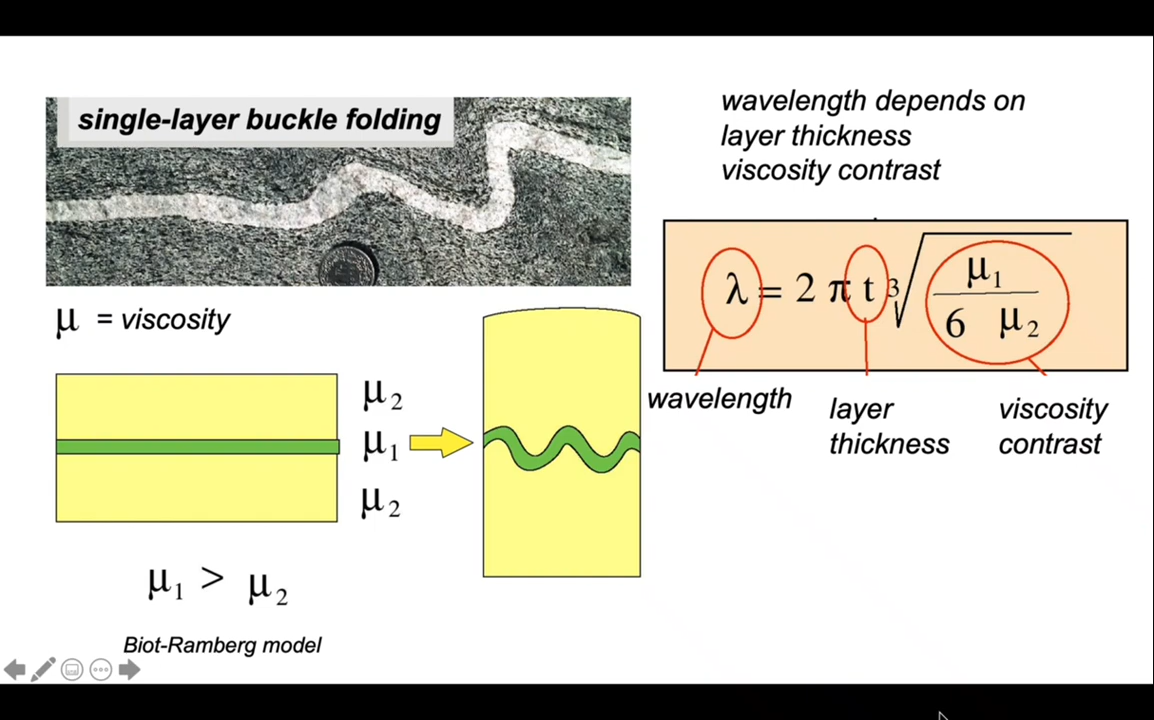 single-layer buckle folding
wavelength depends on
layer thickness
viscosity contrast
λ = 2 π t ∛(μ₁ / 6 μ₂)
wavelength
layer
thickness
viscosity
contrast
μ = viscosity
μ₂
μ₁
μ₂
μ₁ > μ₂
Biot-Ramberg model